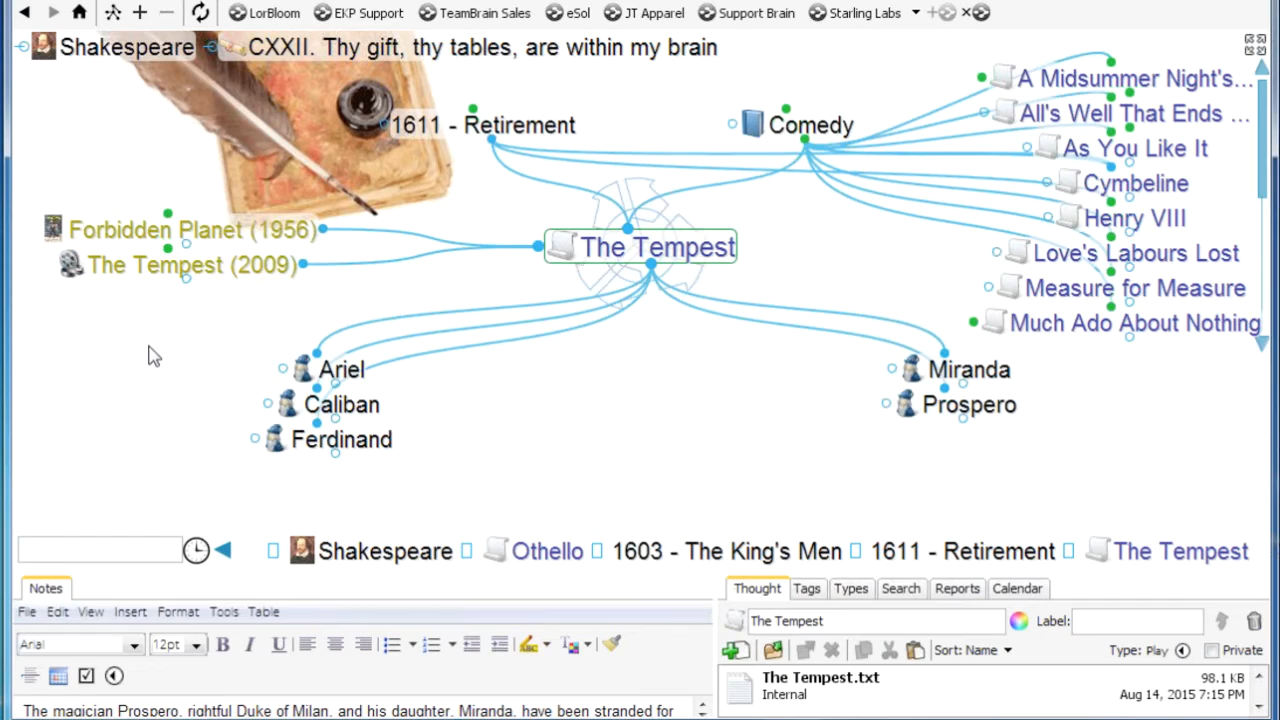 LorBloom EKP Support TeamBrain Sales eSol JT Apparel Support Brain Starling Labs
Shakespeare CXXII. Thy gift, thy tables, are within my brain
1611 - Retirement
Comedy
A Midsummer Night's...
All's Well That Ends ...
As You Like It
Cymbeline
Henry VIII
Love's Labours Lost
Measure for Measure
Much Ado About Nothing
Forbidden Planet (1956)
The Tempest (2009)
The Tempest
Ariel
Caliban
Ferdinand
Miranda
Prospero
Shakespeare Othello 1603 - The King's Men 1611 - Retirement The Tempest
Notes
File Edit View Insert Format Tools Table
Arial 12pt B I U
The magician Prospero, rightful Duke of Milan, and his daughter, Miranda, have been stranded for
Thought Tags Types Search Reports Calendar
The Tempest Label:
Sort: Name Type: Play Private
The Tempest.txt 98.1 KB
Internal Aug 14, 2015 7:15 PM